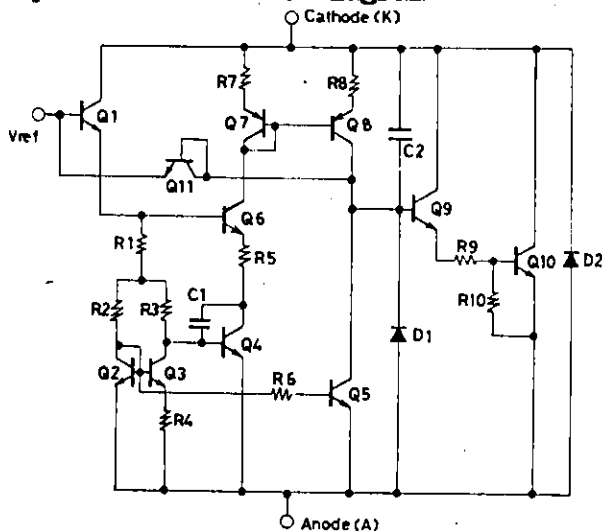 Cathode (K)
R7
R8
Q1
Q7
Q8
Vref
C2
Q11
Q6
Q9
R1
R5
R9
Q10
D2
R2
R3
C1
R10
Q4
D1
Q2
Q3
R6
Q5
R4
Anode (A)